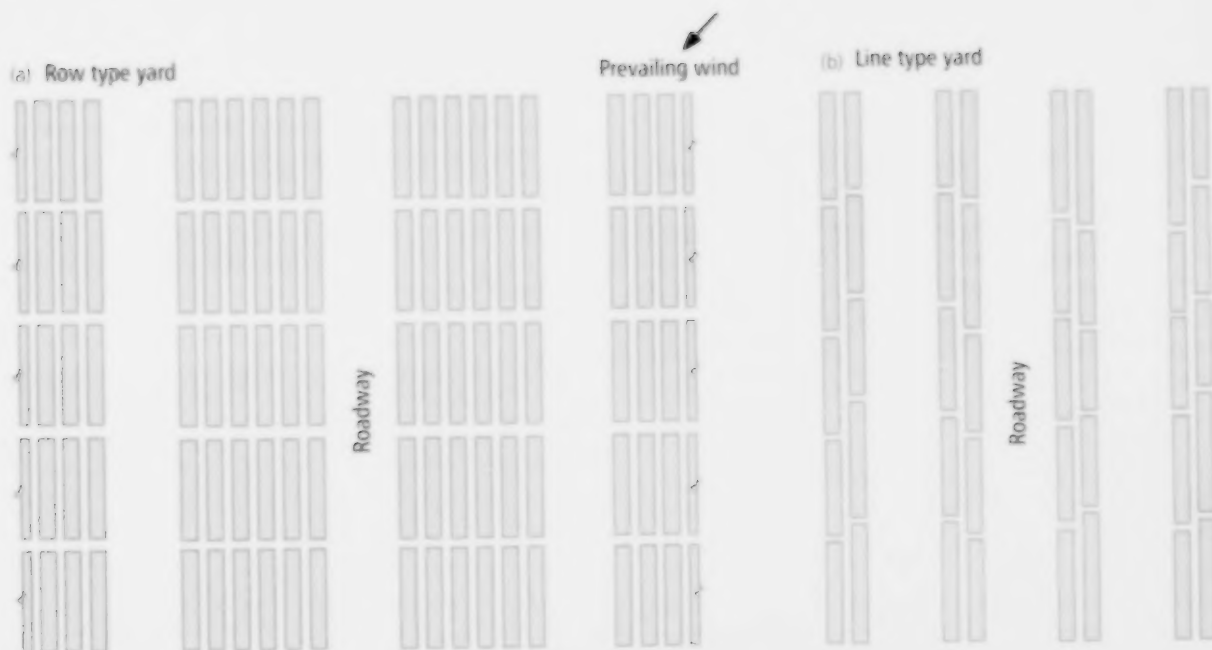 (a) Row type yard
Prevailing wind
(b) Line type yard
Roadway
Roadway